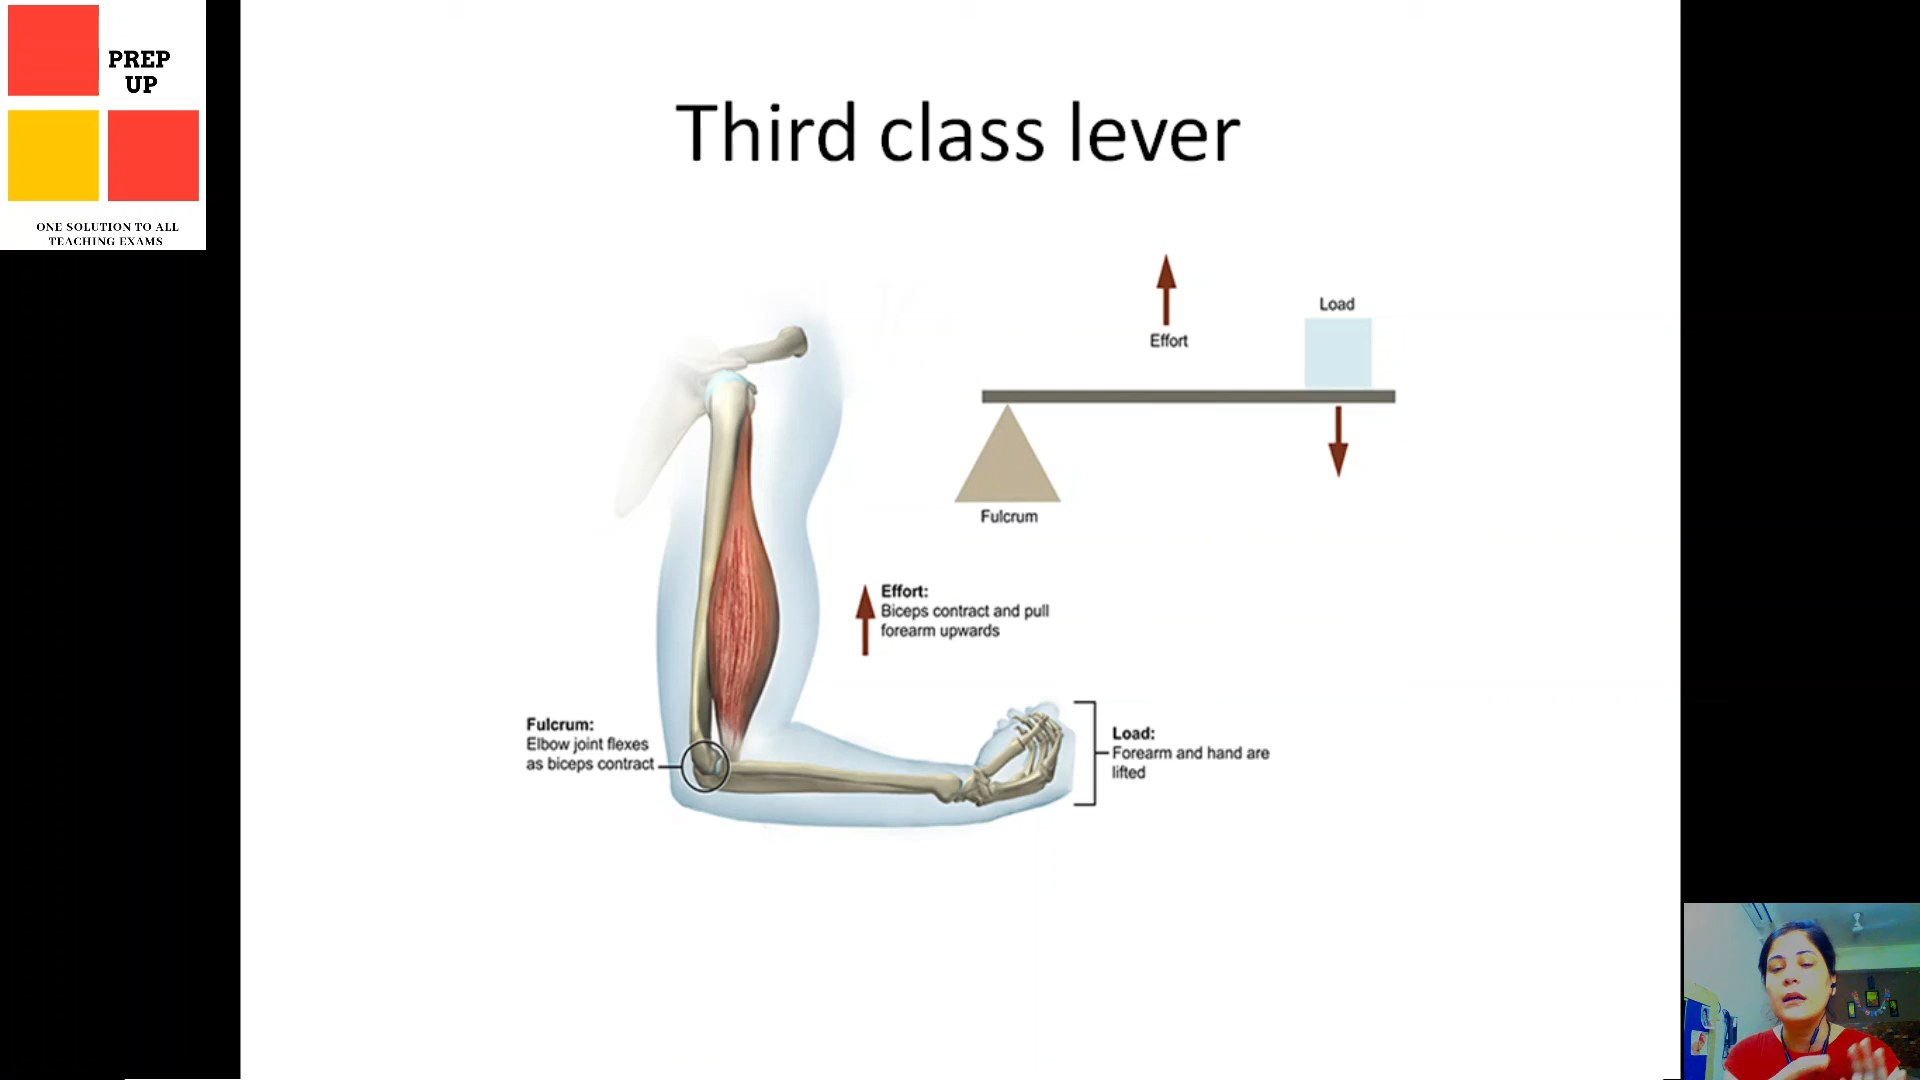 PREP
UP
ONE SOLUTION TO ALL
TEACHING EXAMS
Third class lever
Load
Effort
Fulcrum
Effort:
Biceps contract and pull
forearm upwards
Fulcrum:
Elbow joint flexes
as biceps contract
Load:
Forearm and hand are
lifted